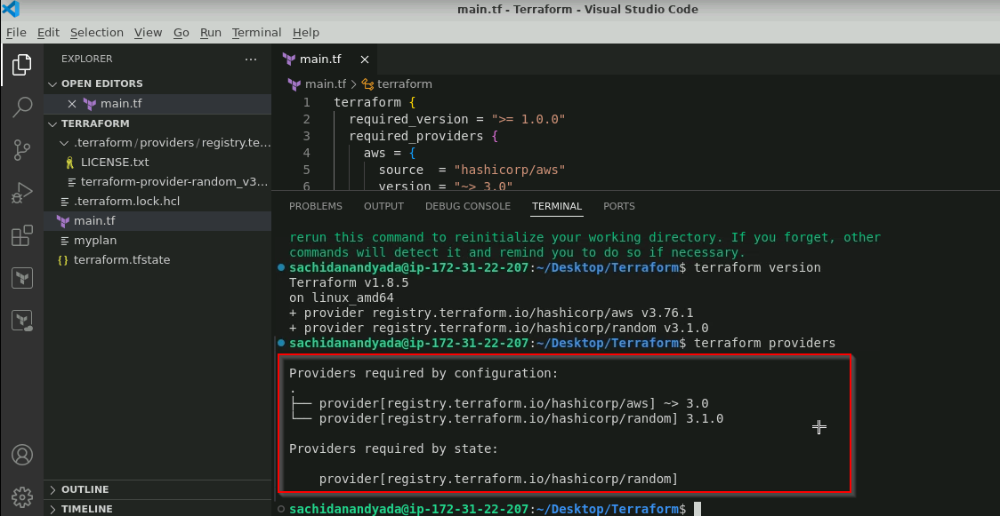 main.tf - Terraform - Visual Studio Code
File Edit Selection View Go Run Terminal Help
EXPLORER ...
OPEN EDITORS
main.tf
TERRAFORM
.terraform/providers/registry.te...
LICENSE.txt
terraform-provider-random_v3...
.terraform.lock.hcl
main.tf
myplan
{} terraform.tfstate
OUTLINE
TIMELINE
main.tf
main.tf > terraform
1 terraform {
2 required_version = ">= 1.0.0"
3 required_providers {
4 aws = {
5 source  = "hashicorp/aws"
6 version = "~> 3.0"
PROBLEMS OUTPUT DEBUG CONSOLE TERMINAL PORTS
rerun this command to reinitialize your working directory. If you forget, other
commands will detect it and remind you to do so if necessary.
sachidanandyada@ip-172-31-22-207:~/Desktop/Terraform$ terraform version
Terraform v1.8.5
on linux_amd64
+ provider registry.terraform.io/hashicorp/aws v3.76.1
+ provider registry.terraform.io/hashicorp/random v3.1.0
sachidanandyada@ip-172-31-22-207:~/Desktop/Terraform$ terraform providers
Providers required by configuration:
.
├── provider[registry.terraform.io/hashicorp/aws] ~> 3.0
└── provider[registry.terraform.io/hashicorp/random] 3.1.0
Providers required by state:
provider[registry.terraform.io/hashicorp/random]
sachidanandyada@ip-172-31-22-207:~/Desktop/Terraform$